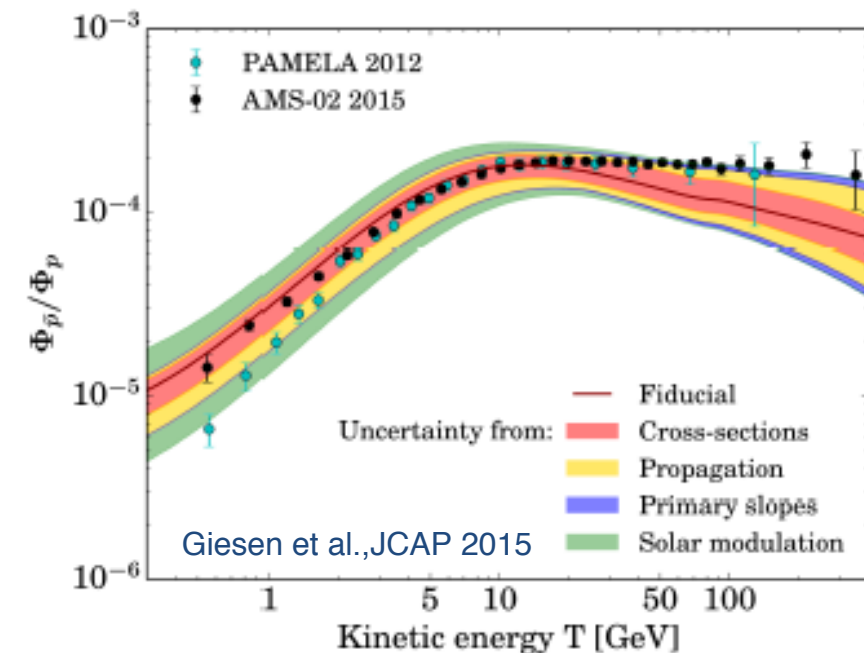 10⁻³
PAMELA 2012
AMS-02 2015
10⁻⁴
Φp̄/Φp
10⁻⁵
Fiducial
Uncertainty from:
Cross-sections
Propagation
Primary slopes
Solar modulation
Giesen et al.,JCAP 2015
10⁻⁶
1 5 10 50 100
Kinetic energy T [GeV]